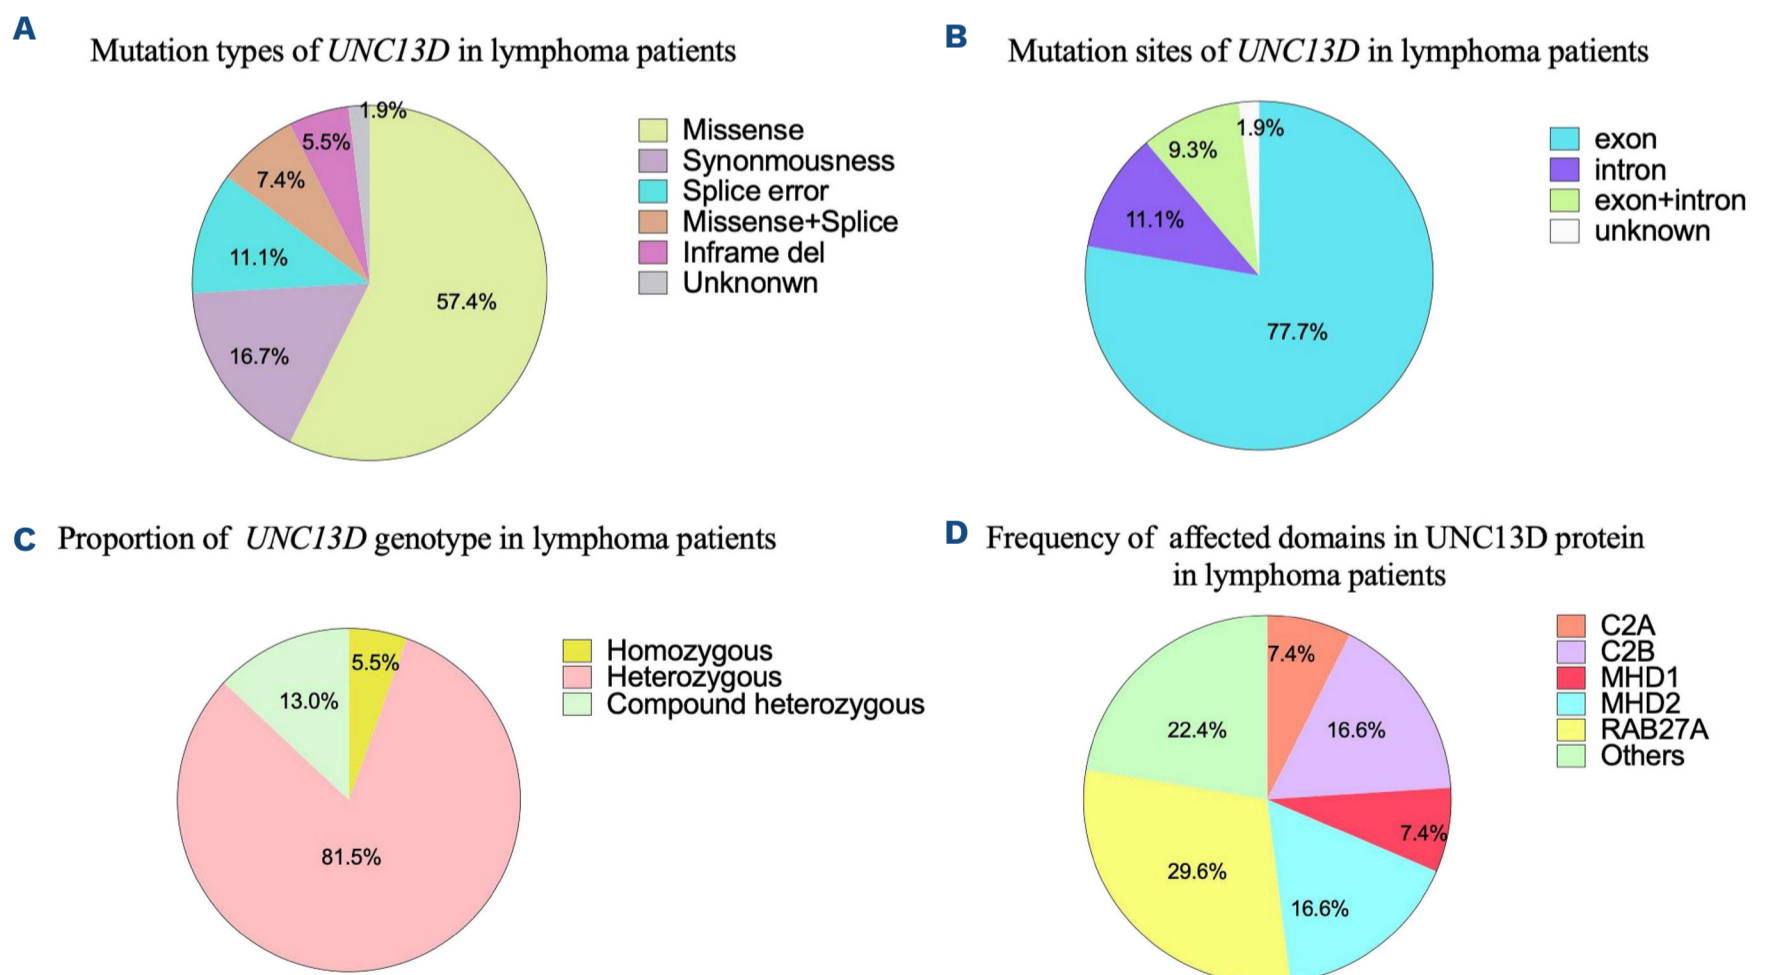 A
Mutation types of UNC13D in lymphoma patients
1.9%
5.5%
7.4%
11.1%
16.7%
57.4%
Missense
Synonmousness
Splice error
Missense+Splice
Inframe del
Unknonwn
B
Mutation sites of UNC13D in lymphoma patients
1.9%
9.3%
11.1%
77.7%
exon
intron
exon+intron
unknown
C
Proportion of UNC13D genotype in lymphoma patients
5.5%
13.0%
81.5%
Homozygous
Heterozygous
Compound heterozygous
D
Frequency of affected domains in UNC13D protein
in lymphoma patients
7.4%
22.4%
16.6%
7.4%
29.6%
16.6%
C2A
C2B
MHD1
MHD2
RAB27A
Others